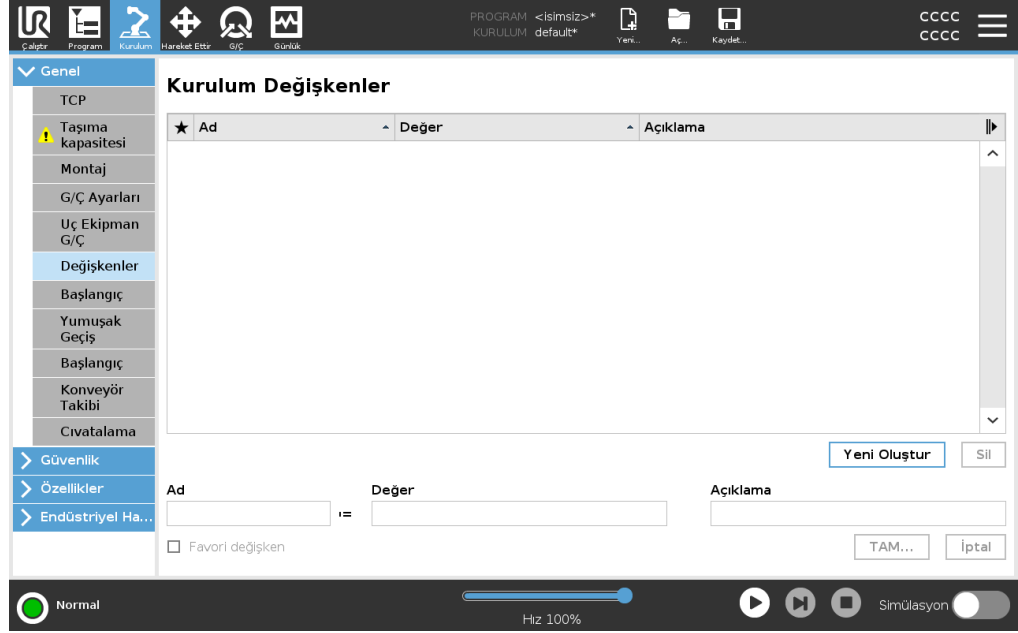 PROGRAM <isimsiz>*
KURULUM default*
CCCC
CCCC
Çalıştır Program Kurulum Hareket Ettir G/Ç Günlük Yeni... Aç... Kaydet...
Genel
TCP
Taşıma
kapasitesi
Montaj
G/Ç Ayarları
Uç Ekipman
G/Ç
Değişkenler
Başlangıç
Yumuşak
Geçiş
Başlangıç
Konveyör
Takibi
Cıvatalama
Güvenlik
Özellikler
Endüstriyel Ha...
Kurulum Değişkenler
Ad Değer Açıklama
Yeni Oluştur Sil
Ad Değer Açıklama
:=
Favori değişken TAM... İptal
Normal Hız 100% Simülasyon